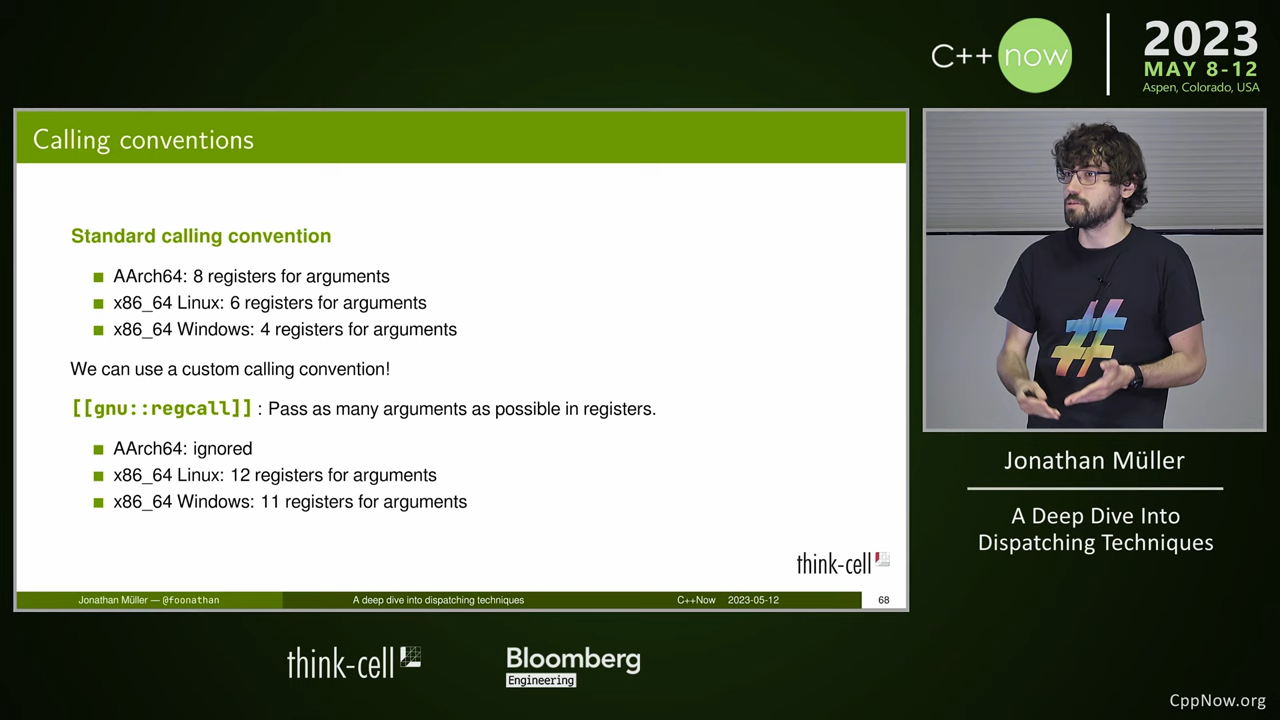 C++ now
2023
MAY 8-12
Aspen, Colorado, USA
Calling conventions
Standard calling convention
AArch64: 8 registers for arguments
x86_64 Linux: 6 registers for arguments
x86_64 Windows: 4 registers for arguments
We can use a custom calling convention!
[[gnu::regcall]] : Pass as many arguments as possible in registers.
AArch64: ignored
x86_64 Linux: 12 registers for arguments
x86_64 Windows: 11 registers for arguments
think-cell
Jonathan Müller — @foonathan A deep dive into dispatching techniques C++Now 2023-05-12 68
#
Jonathan Müller
A Deep Dive Into
Dispatching Techniques
think-cell
Bloomberg
Engineering
CppNow.org